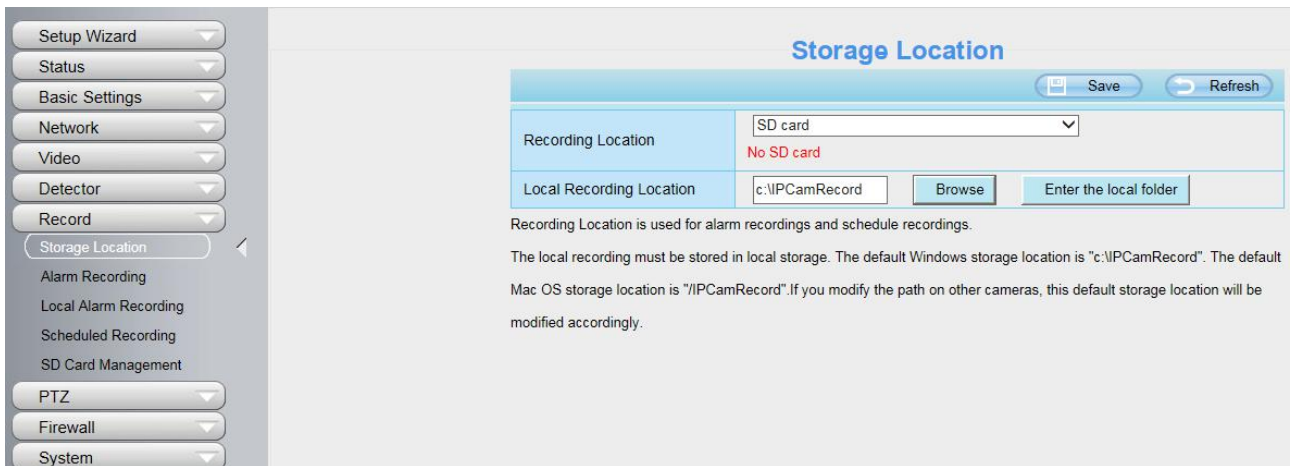 Setup Wizard
Status
Basic Settings
Network
Video
Detector
Record
Storage Location
Alarm Recording
Local Alarm Recording
Scheduled Recording
SD Card Management
PTZ
Firewall
System
Storage Location
Save
Refresh
Recording Location
SD card
No SD card
Local Recording Location
c:\IPCamRecord
Browse
Enter the local folder
Recording Location is used for alarm recordings and schedule recordings.
The local recording must be stored in local storage. The default Windows storage location is "c:\IPCamRecord". The default
Mac OS storage location is "/IPCamRecord".If you modify the path on other cameras, this default storage location will be
modified accordingly.